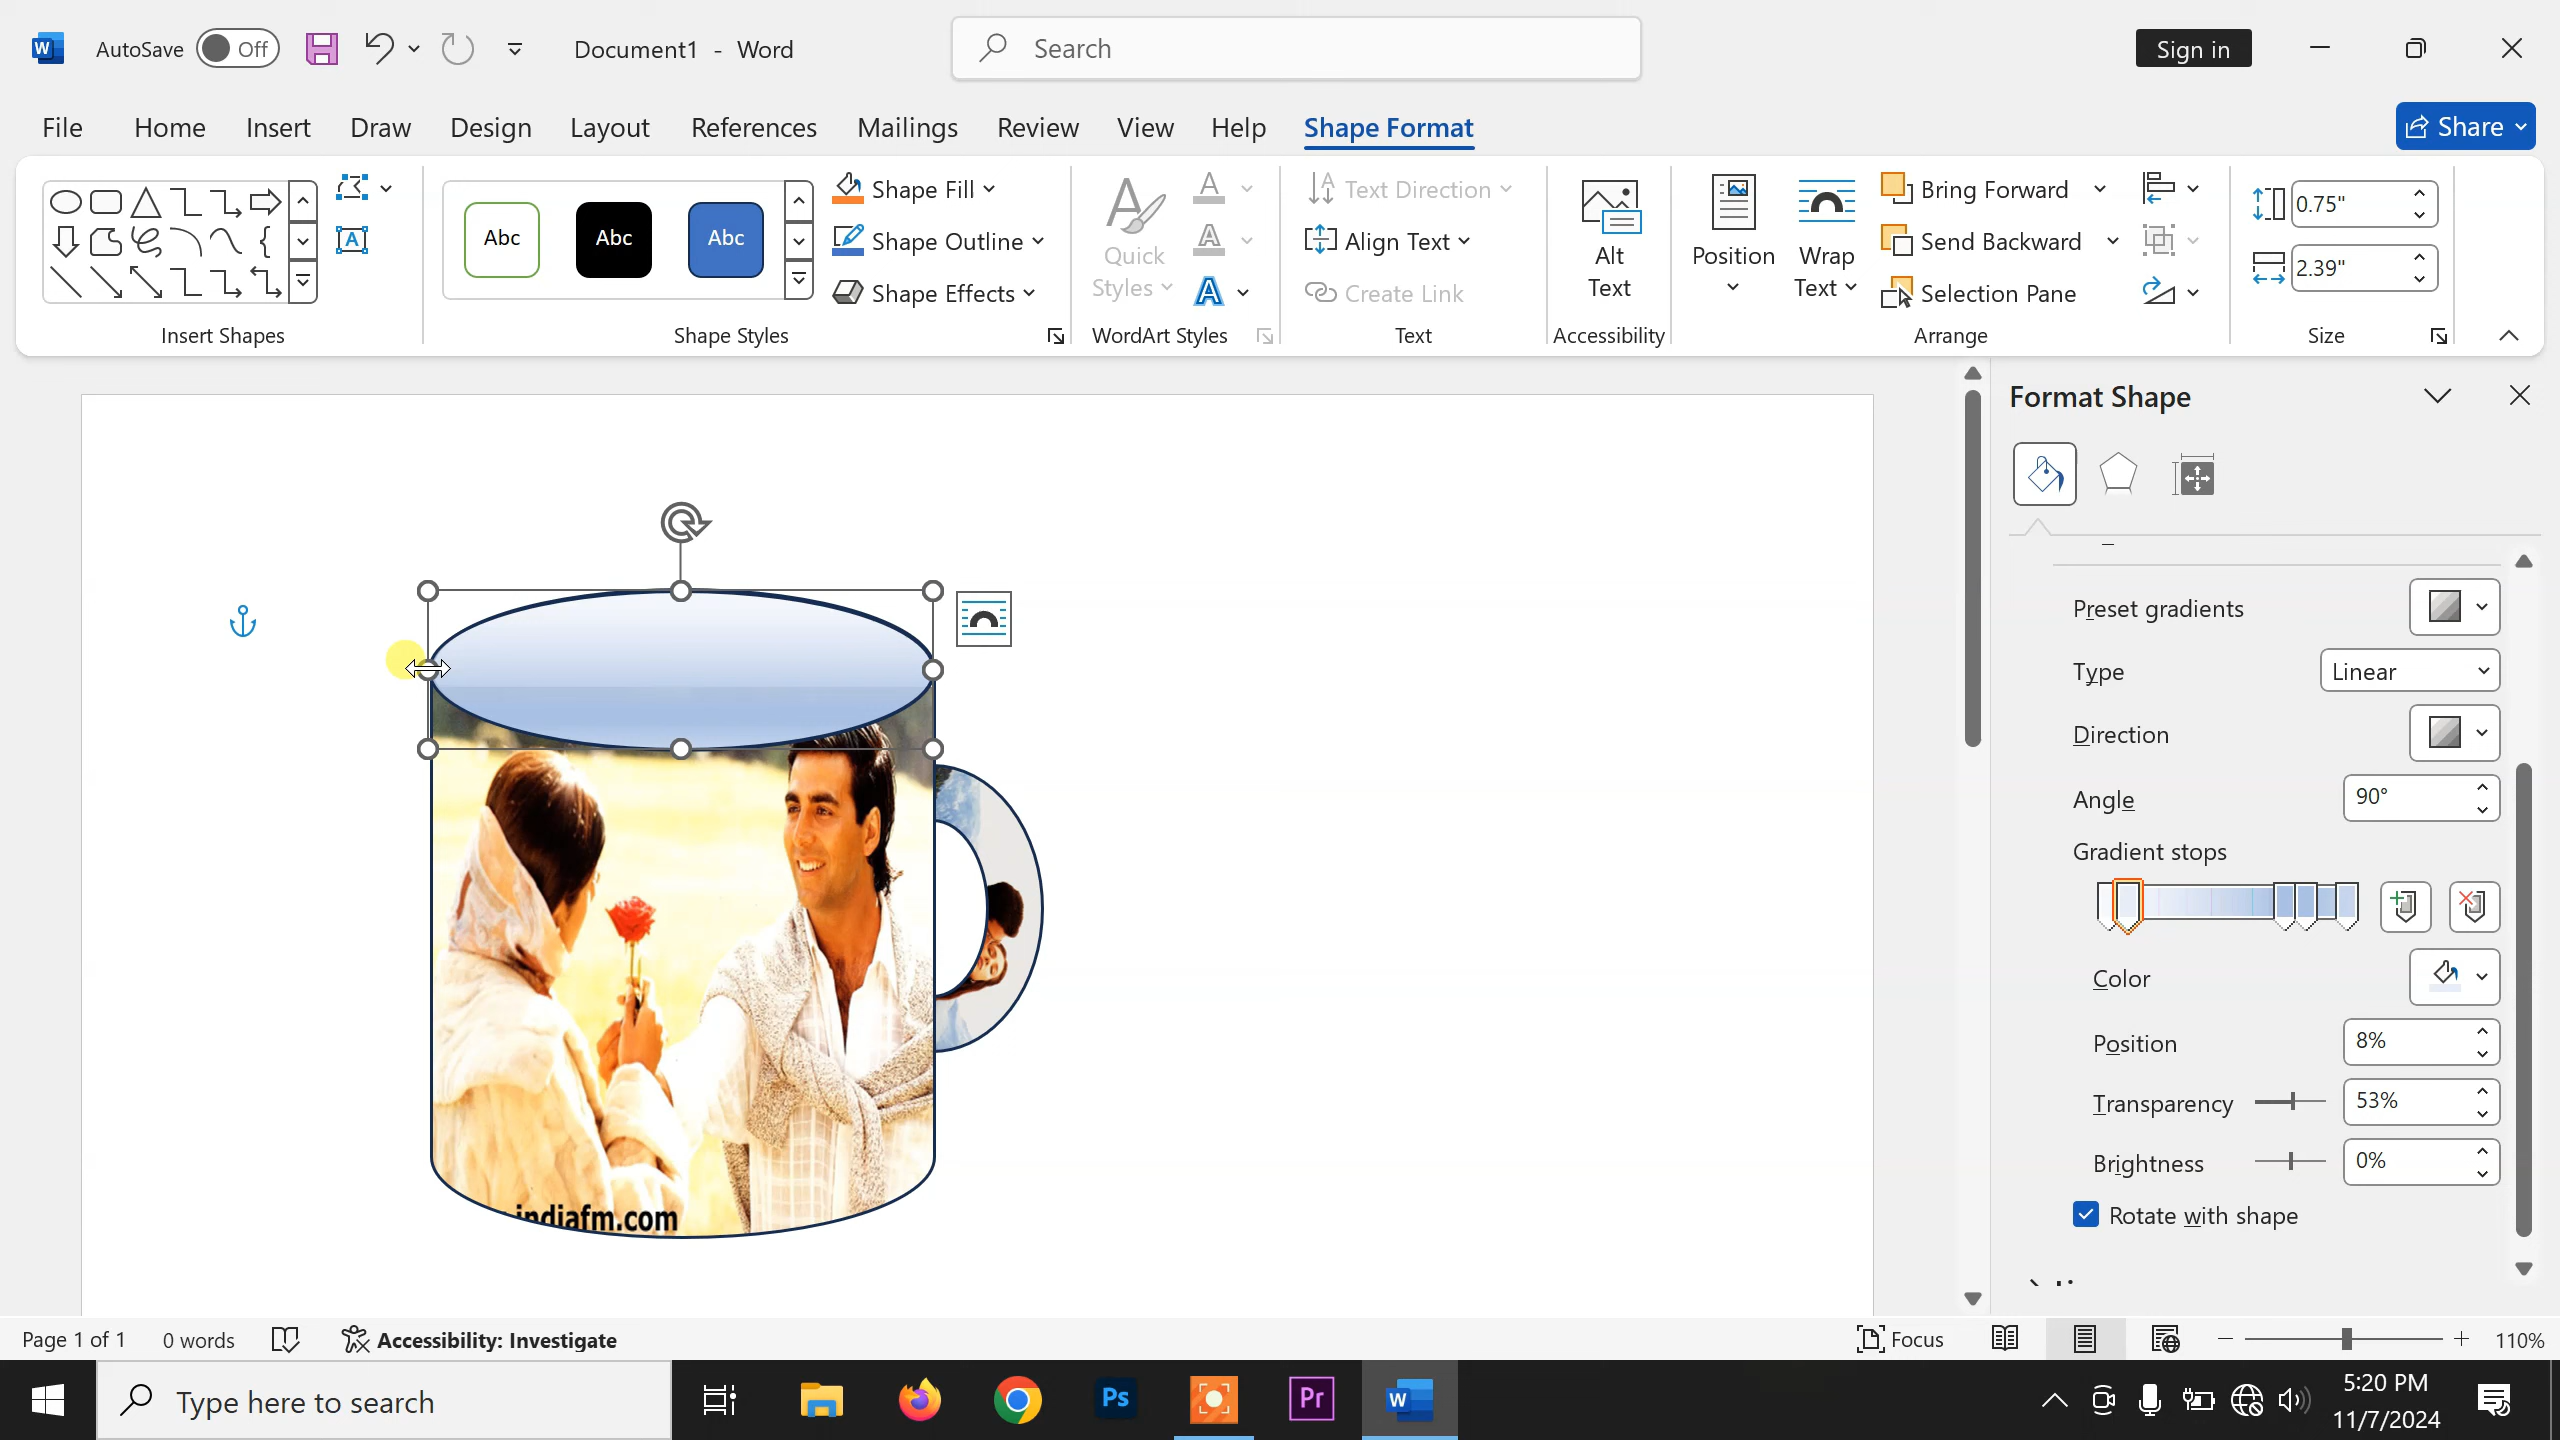 AutoSave Off Document1 - Word Search Sign in
File Home Insert Draw Design Layout References Mailings Review View Help Shape Format Share
Abc Abc Abc
Shape Fill
Shape Outline
Shape Effects
Quick Styles
Text Direction
Align Text
Create Link
Alt Text
Position
Wrap Text
Bring Forward
Send Backward
Selection Pane
0.75"
2.39"
Insert Shapes Shape Styles WordArt Styles Text Accessibility Arrange Size
Format Shape
Preset gradients
Type Linear
Direction
Angle 90°
Gradient stops
Color
Position 8%
Transparency 53%
Brightness 0%
Rotate with shape
indiafm.com
Page 1 of 1 0 words Accessibility: Investigate Focus 110%
Type here to search Ps Pr W 5:20 PM
11/7/2024